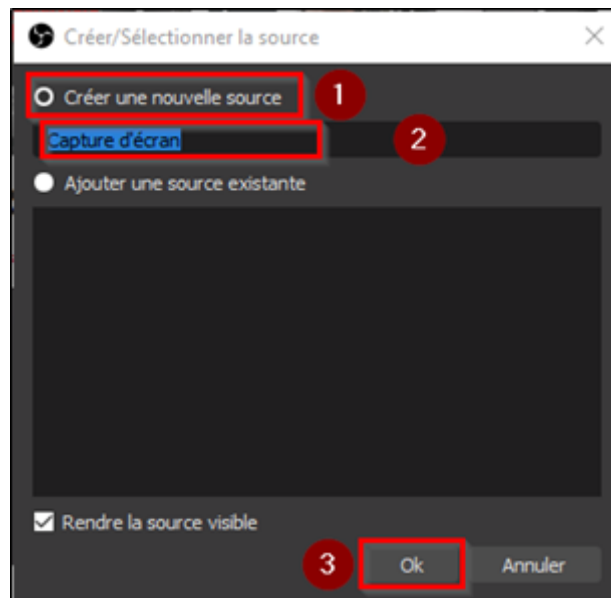 Créer/Sélectionner la source
Créer une nouvelle source 1
Capture d'écran 2
Ajouter une source existante
Rendre la source visible
3 Ok Annuler